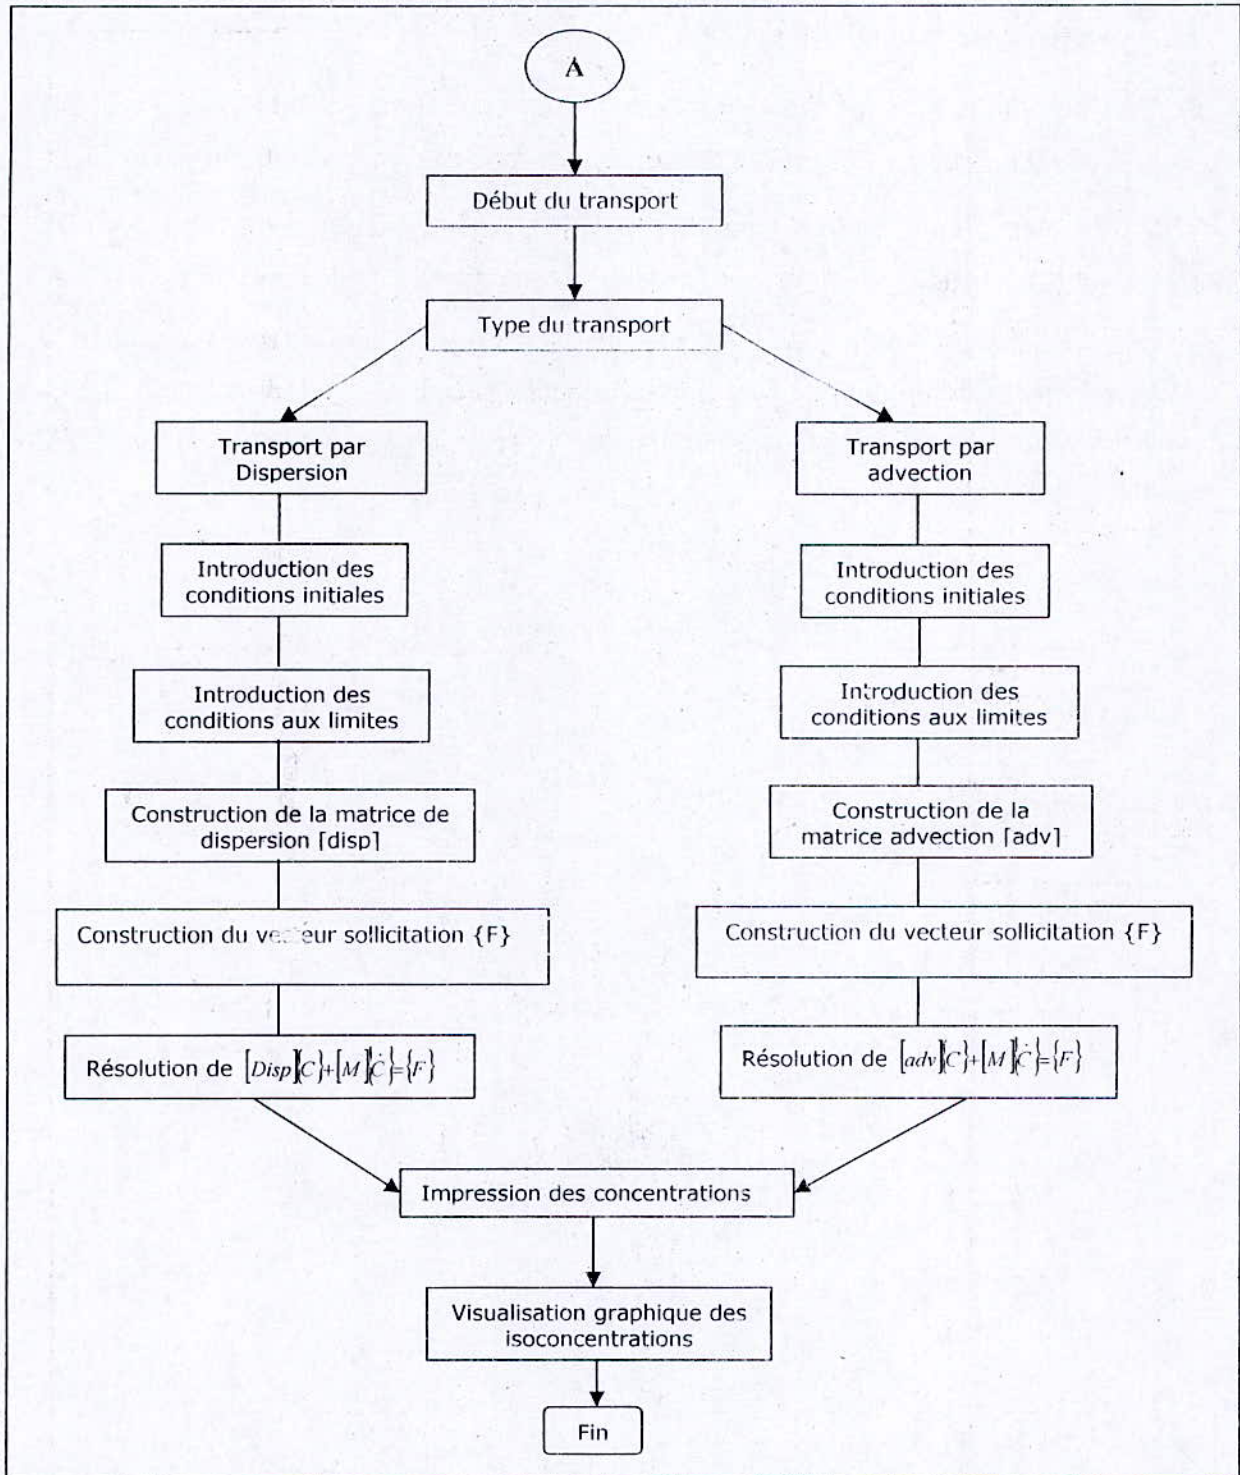 A
Début du transport
Type du transport
Transport par
Dispersion
Introduction des
conditions initiales
Introduction des
conditions aux limites
Construction de la matrice de
dispersion [disp]
Construction du vecteur sollicitation {F}
Résolution de [Disp]{C}+[M]{Ċ}={F}
Transport par
advection
Introduction des
conditions initiales
Introduction des
conditions aux limites
Construction de la
matrice advection [adv]
Construction du vecteur sollicitation {F}
Résolution de [adv]{C}+[M]{Ċ}={F}
Impression des concentrations
Visualisation graphique des
isoconcentrations
Fin